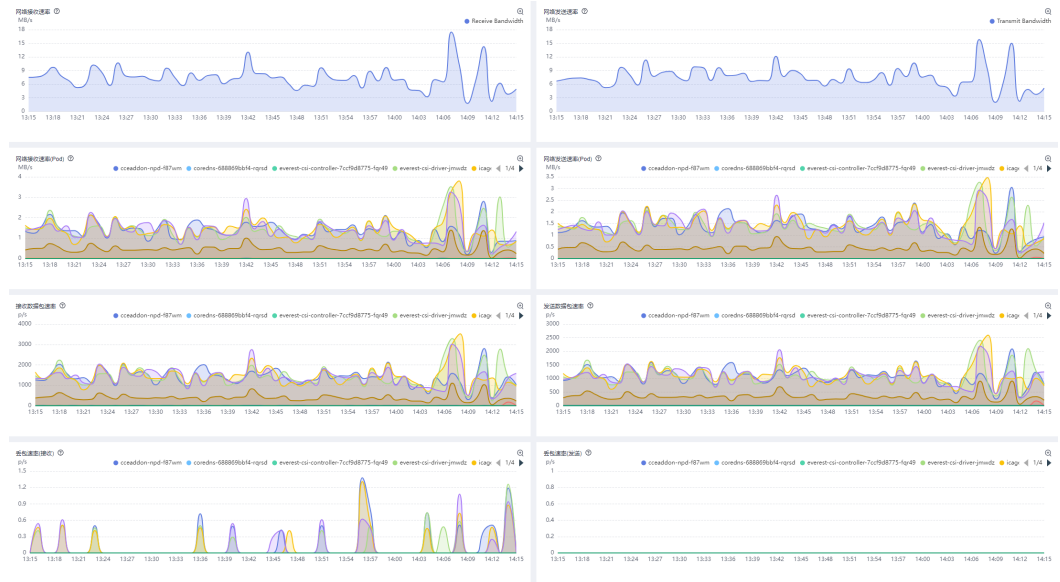 网络接收速率
MB/s
Receive Bandwidth
18
15
12
9
6
3
0
13:15 13:18 13:21 13:24 13:27 13:30 13:33 13:36 13:39 13:42 13:45 13:48 13:51 13:54 13:57 14:00 14:03 14:06 14:09 14:12 14:15
网络发送速率
MB/s
Transmit Bandwidth
18
15
12
9
6
3
0
13:15 13:18 13:21 13:24 13:27 13:30 13:33 13:36 13:39 13:42 13:45 13:48 13:51 13:54 13:57 14:00 14:03 14:06 14:09 14:12 14:15
网络接收速率(Pod)
MB/s
cceaddon-npd-f87wm coredns-688869bbf4-rqrsd everest-csi-controller-7ccf9d8775-fqr49 everest-csi-driver-jmwdz icag 1/4
4
3
2
1
0
13:15 13:18 13:21 13:24 13:27 13:30 13:33 13:36 13:39 13:42 13:45 13:48 13:51 13:54 13:57 14:00 14:03 14:06 14:09 14:12 14:15
网络发送速率(Pod)
MB/s
cceaddon-npd-f87wm coredns-688869bbf4-rqrsd everest-csi-controller-7ccf9d8775-fqr49 everest-csi-driver-jmwdz icag 1/4
3.5
3
2.5
2
1.5
1
0.5
0
13:15 13:18 13:21 13:24 13:27 13:30 13:33 13:36 13:39 13:42 13:45 13:48 13:51 13:54 13:57 14:00 14:03 14:06 14:09 14:12 14:15
接收数据包速率
p/s
cceaddon-npd-f87wm coredns-688869bbf4-rqrsd everest-csi-controller-7ccf9d8775-fqr49 everest-csi-driver-jmwdz icag 1/4
4000
3000
2000
1000
0
13:15 13:18 13:21 13:24 13:27 13:30 13:33 13:36 13:39 13:42 13:45 13:48 13:51 13:54 13:57 14:00 14:03 14:06 14:09 14:12 14:15
发送数据包速率
p/s
cceaddon-npd-f87wm coredns-688869bbf4-rqrsd everest-csi-controller-7ccf9d8775-fqr49 everest-csi-driver-jmwdz icag 1/4
3000
2500
2000
1500
1000
500
0
13:15 13:18 13:21 13:24 13:27 13:30 13:33 13:36 13:39 13:42 13:45 13:48 13:51 13:54 13:57 14:00 14:03 14:06 14:09 14:12 14:15
丢包速率(接收)
p/s
cceaddon-npd-f87wm coredns-688869bbf4-rqrsd everest-csi-controller-7ccf9d8775-fqr49 everest-csi-driver-jmwdz icag 1/4
1.5
1.2
0.9
0.6
0.3
0
13:15 13:18 13:21 13:24 13:27 13:30 13:33 13:36 13:39 13:42 13:45 13:48 13:51 13:54 13:57 14:00 14:03 14:06 14:09 14:12 14:15
丢包速率(发送)
p/s
cceaddon-npd-f87wm coredns-688869bbf4-rqrsd everest-csi-controller-7ccf9d8775-fqr49 everest-csi-driver-jmwdz icag 1/4
1
0.8
0.6
0.4
0.2
0
13:15 13:18 13:21 13:24 13:27 13:30 13:33 13:36 13:39 13:42 13:45 13:48 13:51 13:54 13:57 14:00 14:03 14:06 14:09 14:12 14:15